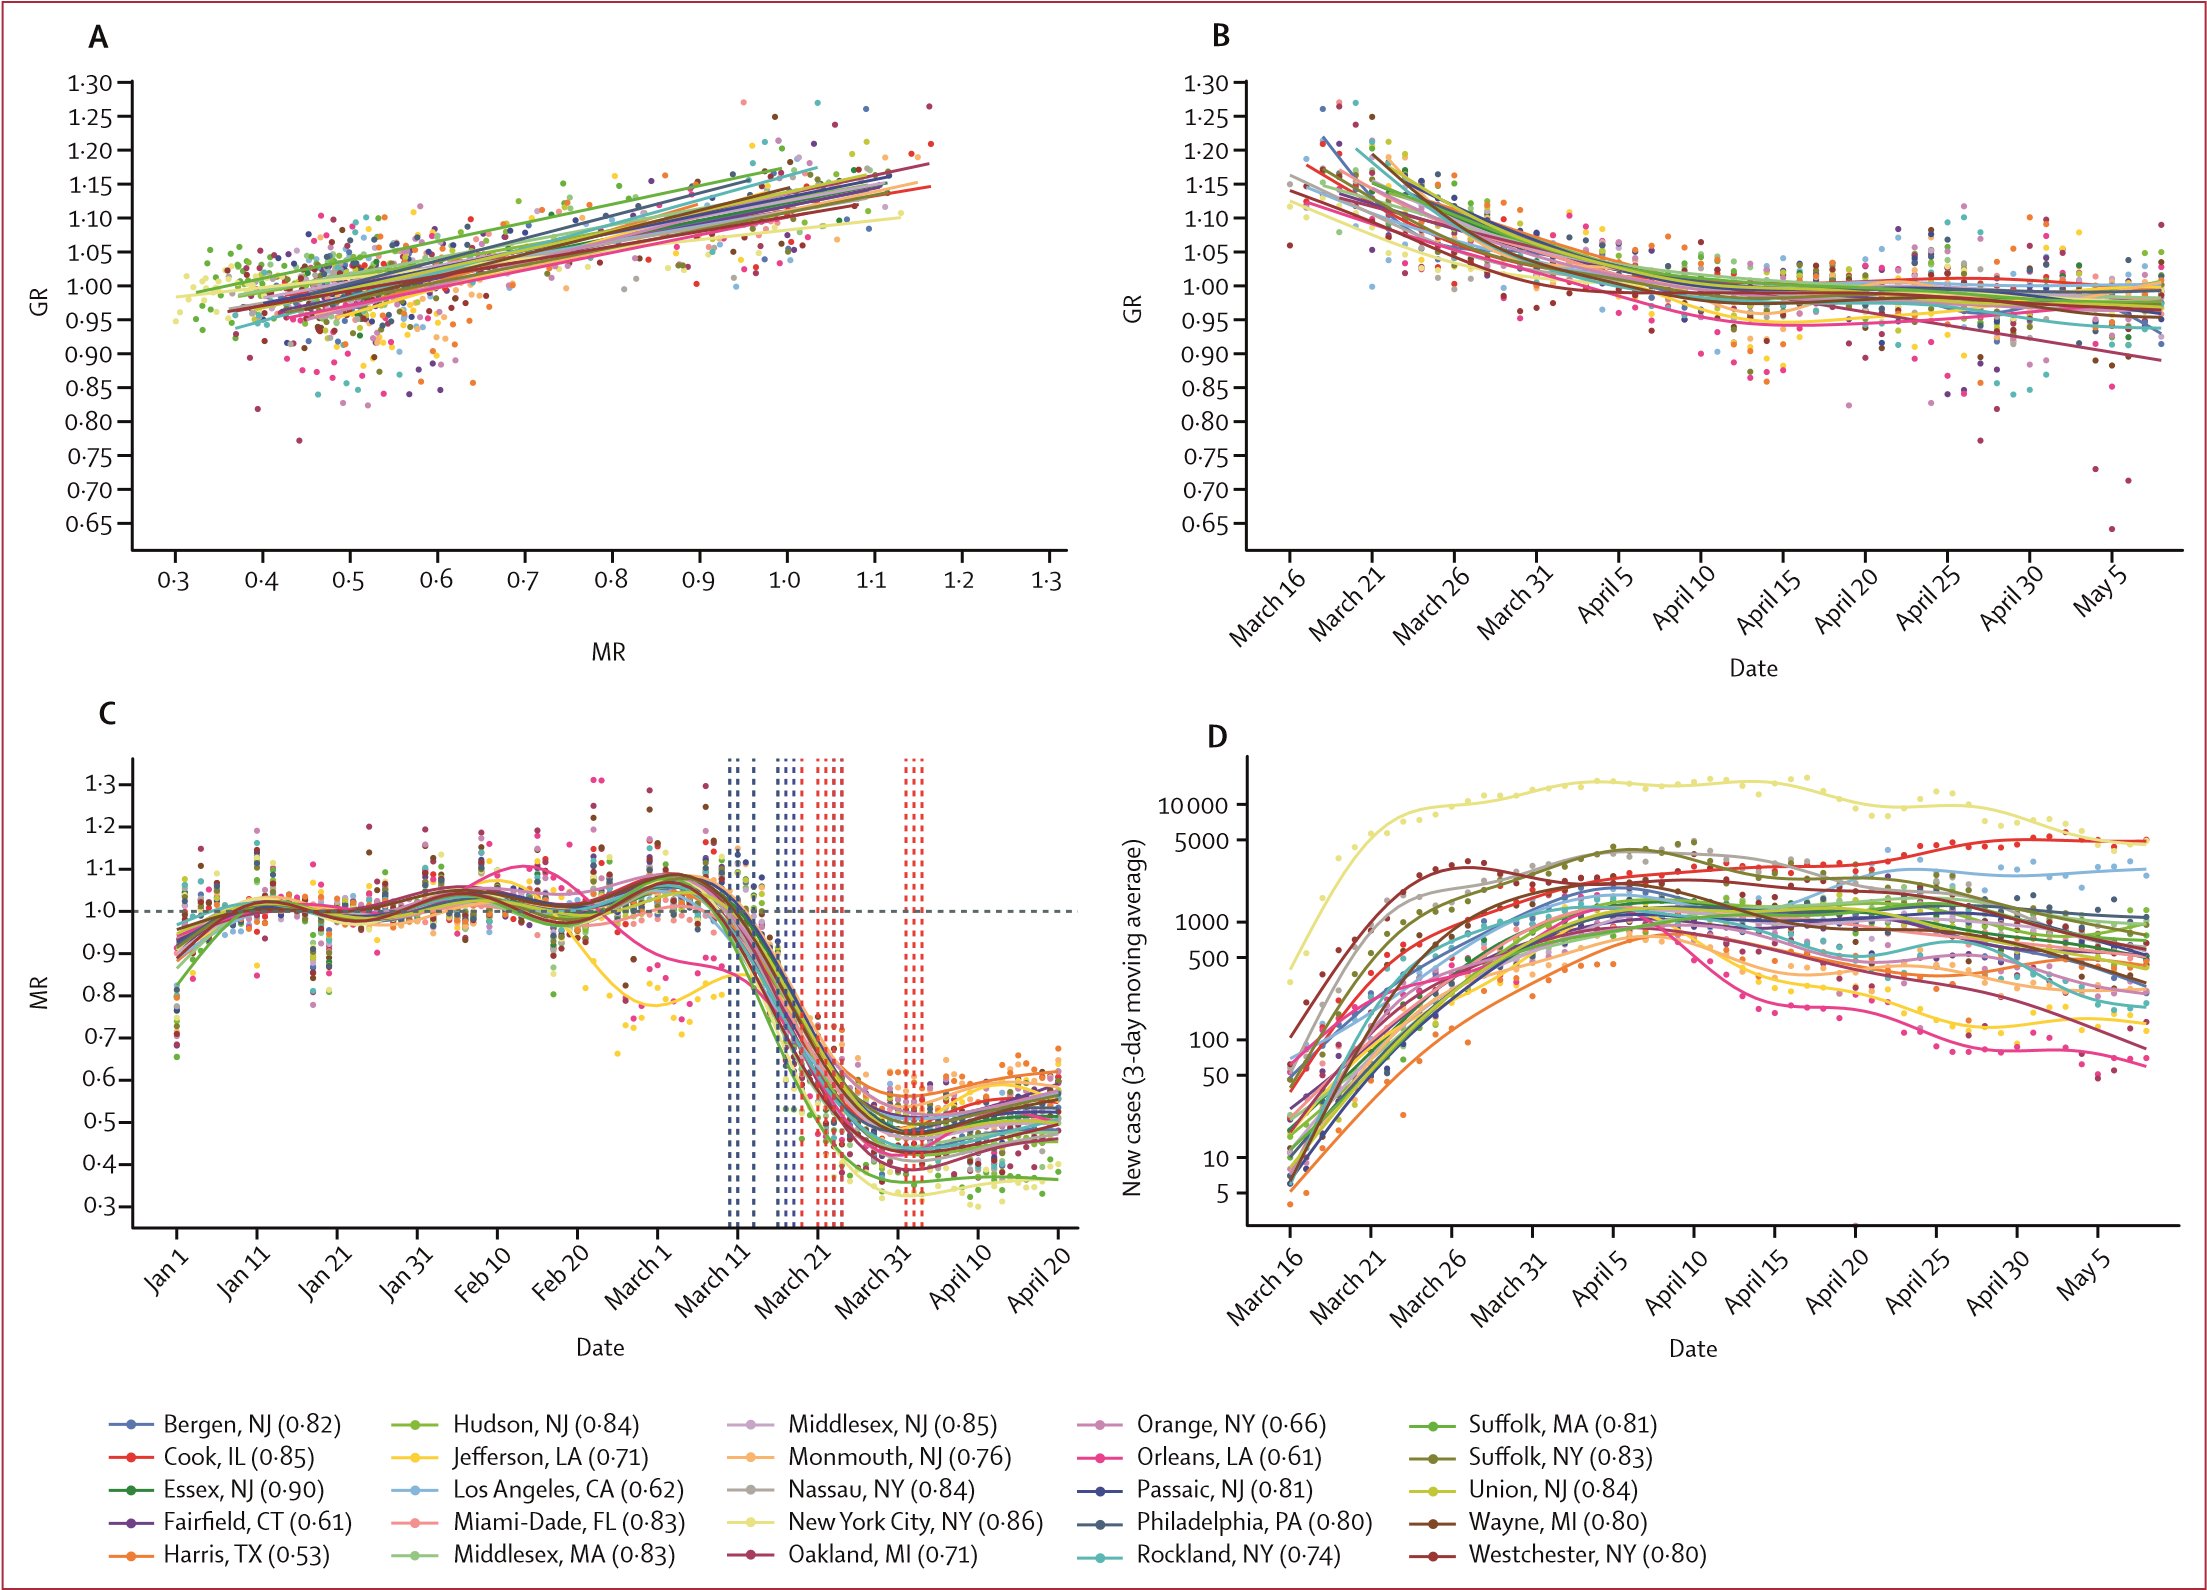 A
1·30
1·25
1·20
1·15
1·10
1·05
1·00
0·95
0·90
0·85
0·80
0·75
0·70
0·65
GR
0·3 0·4 0·5 0·6 0·7 0·8 0·9 1·0 1·1 1·2 1·3
MR
B
1·30
1·25
1·20
1·15
1·10
1·05
1·00
0·95
0·90
0·85
0·80
0·75
0·70
0·65
GR
March 16 March 21 March 26 March 31 April 5 April 10 April 15 April 20 April 25 April 30 May 5
Date
C
1·3
1·2
1·1
1·0
0·9
0·8
0·7
0·6
0·5
0·4
0·3
MR
Jan 1 Jan 11 Jan 21 Jan 31 Feb 10 Feb 20 March 1 March 11 March 21 March 31 April 10 April 20
Date
D
10 000
5000
1000
500
100
50
10
5
New cases (3-day moving average)
March 16 March 21 March 26 March 31 April 5 April 10 April 15 April 20 April 25 April 30 May 5
Date
Bergen, NJ (0·82) Hudson, NJ (0·84) Middlesex, NJ (0·85) Orange, NY (0·66) Suffolk, MA (0·81)
Cook, IL (0·85) Jefferson, LA (0·71) Monmouth, NJ (0·76) Orleans, LA (0·61) Suffolk, NY (0·83)
Essex, NJ (0·90) Los Angeles, CA (0·62) Nassau, NY (0·84) Passaic, NJ (0·81) Union, NJ (0·84)
Fairfield, CT (0·61) Miami-Dade, FL (0·83) New York City, NY (0·86) Philadelphia, PA (0·80) Wayne, MI (0·80)
Harris, TX (0·53) Middlesex, MA (0·83) Oakland, MI (0·71) Rockland, NY (0·74) Westchester, NY (0·80)